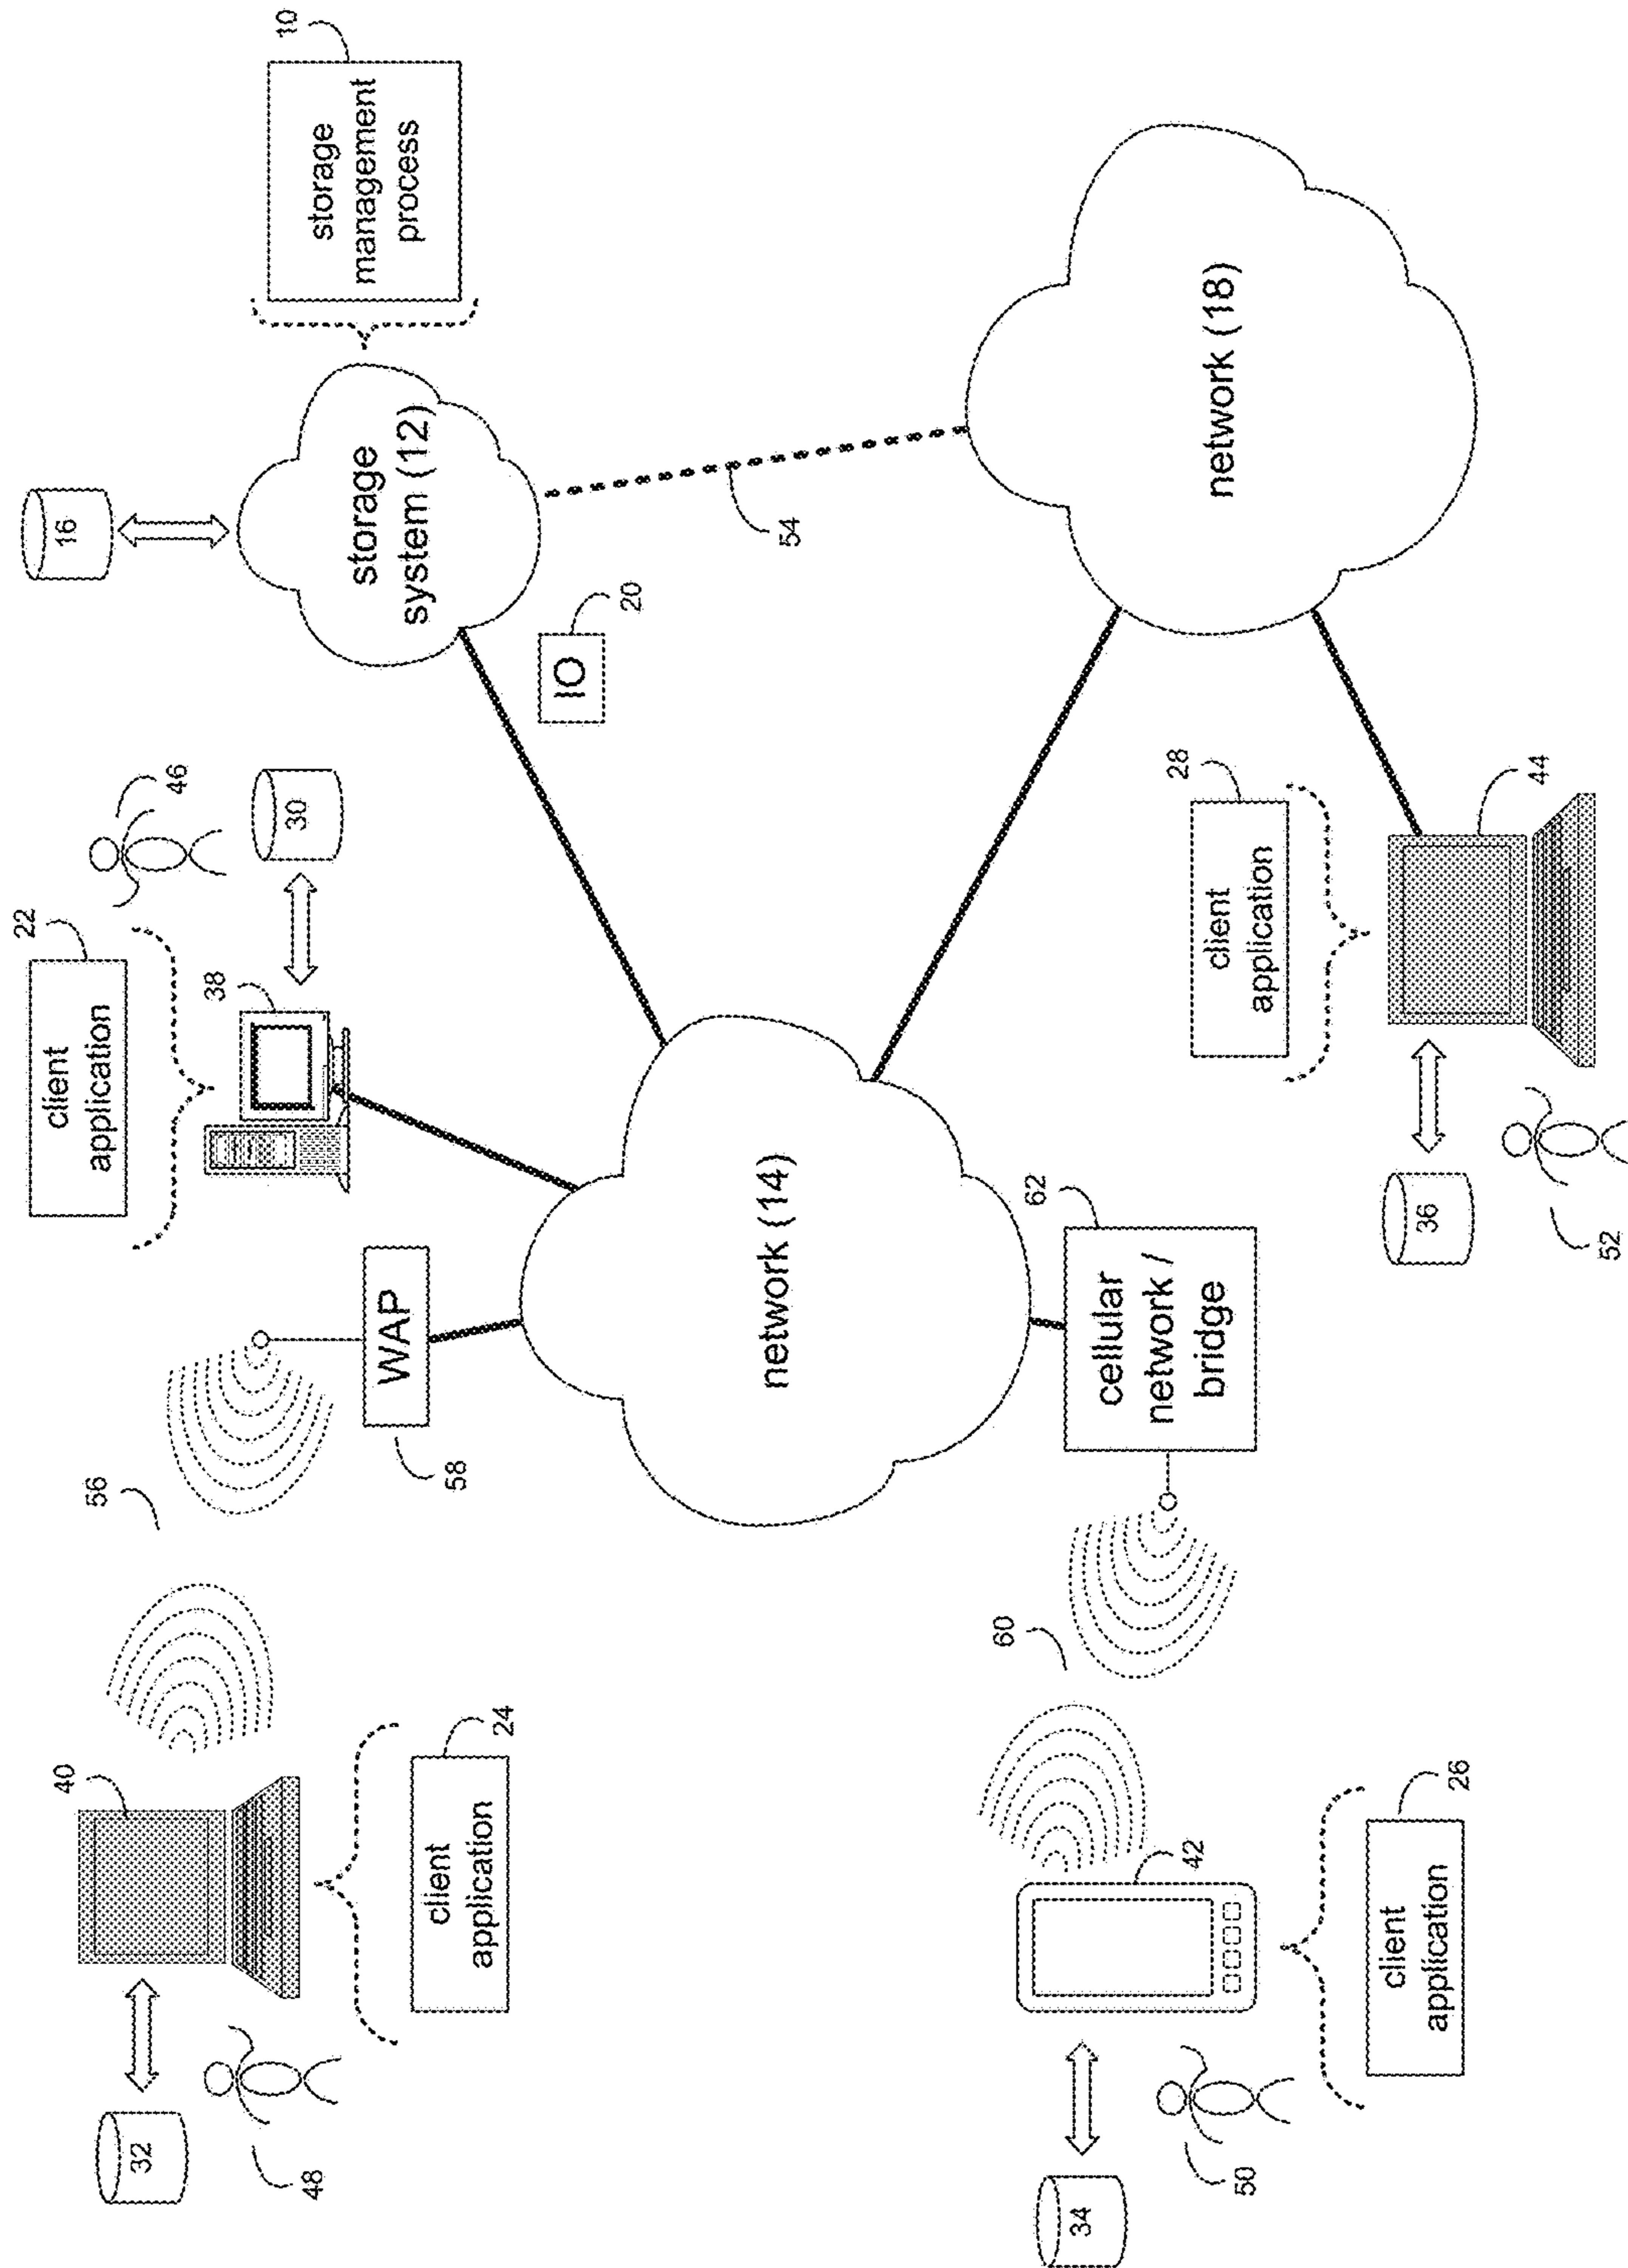 22
client
application
16
40
56
32
46
38
10
30
48
storage
management
process
storage
system (12)
WAP
58
24
client
application
IO
20
network (14)
54
60
62
34
cellular
network /
bridge
42
28
network (18)
client
application
50
36
client
application
26
44
52